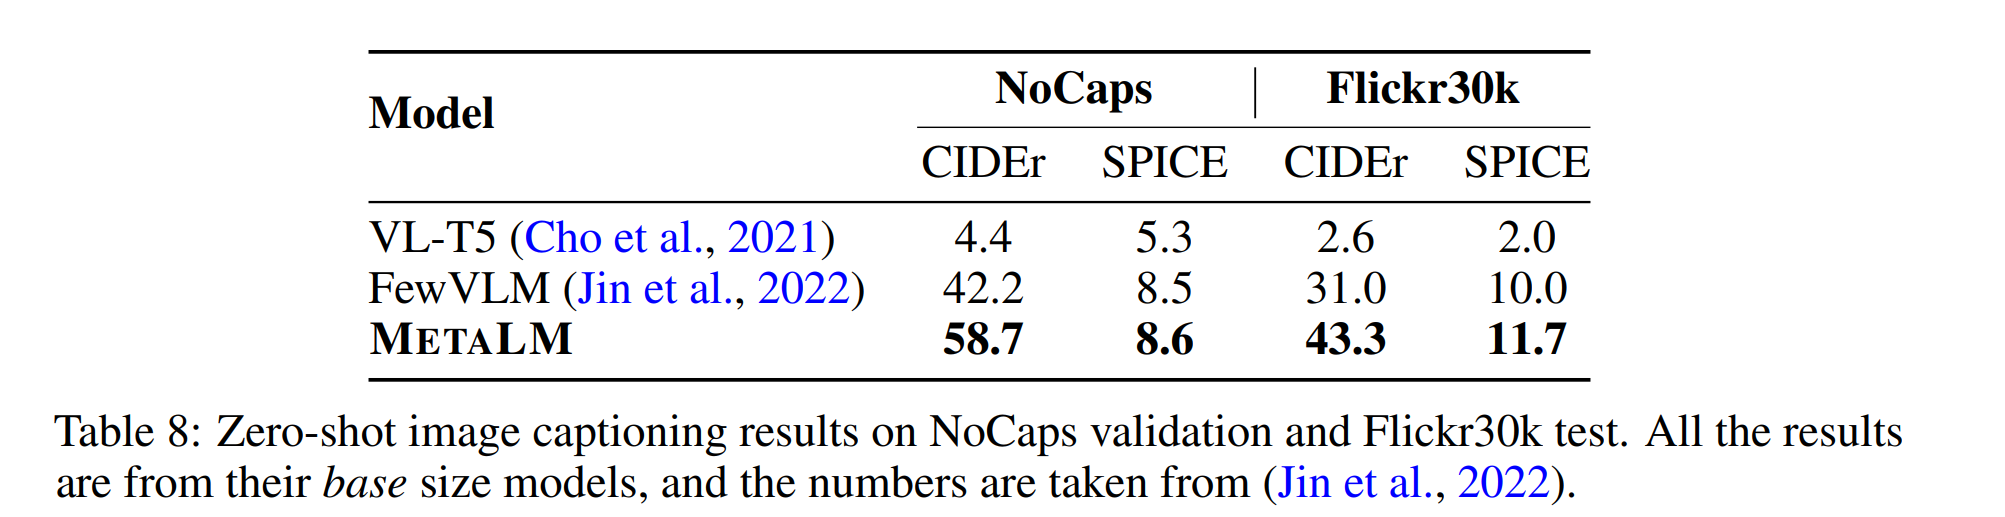 Model NoCaps Flickr30k
CIDEr SPICE CIDEr SPICE
VL-T5 (Cho et al., 2021) 4.4 5.3 2.6 2.0
FewVLM (Jin et al., 2022) 42.2 8.5 31.0 10.0
METALM 58.7 8.6 43.3 11.7
Table 8: Zero-shot image captioning results on NoCaps validation and Flickr30k test. All the results
are from their base size models, and the numbers are taken from (Jin et al., 2022).